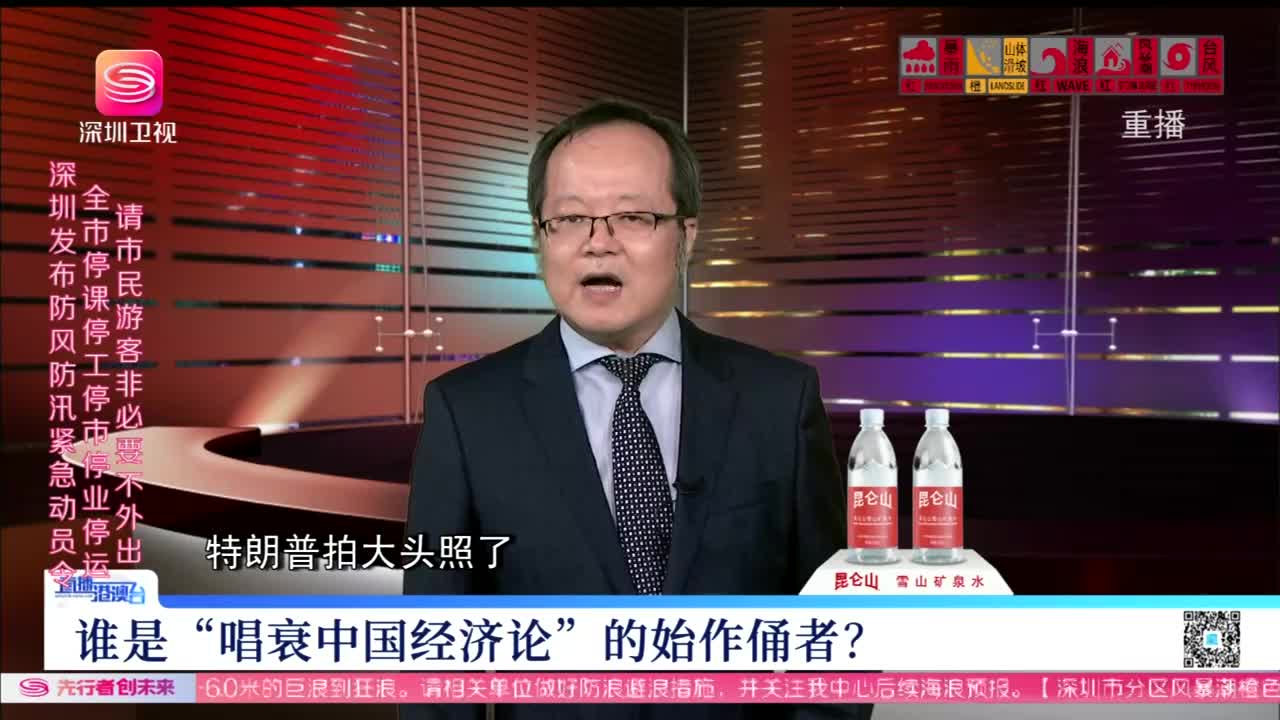 深圳卫视
暴雨
红
山体滑坡
橙 LANDSLIDE
海浪
红 WAVE
风暴潮
红
台风
红
重播
深圳发布防风防汛紧急动员令
全市停课停工停市停业停运
请市民游客非必要不外出
昆仑山
昆仑山
昆仑山 雪山矿泉水
特朗普拍大头照了
直播港澳台
谁是“唱衰中国经济论”的始作俑者？
先行者创未来
-6.0米的巨浪到狂浪。请相关单位做好防浪避浪措施，并关注我中心后续海浪预报。【深圳市分区风暴潮橙色